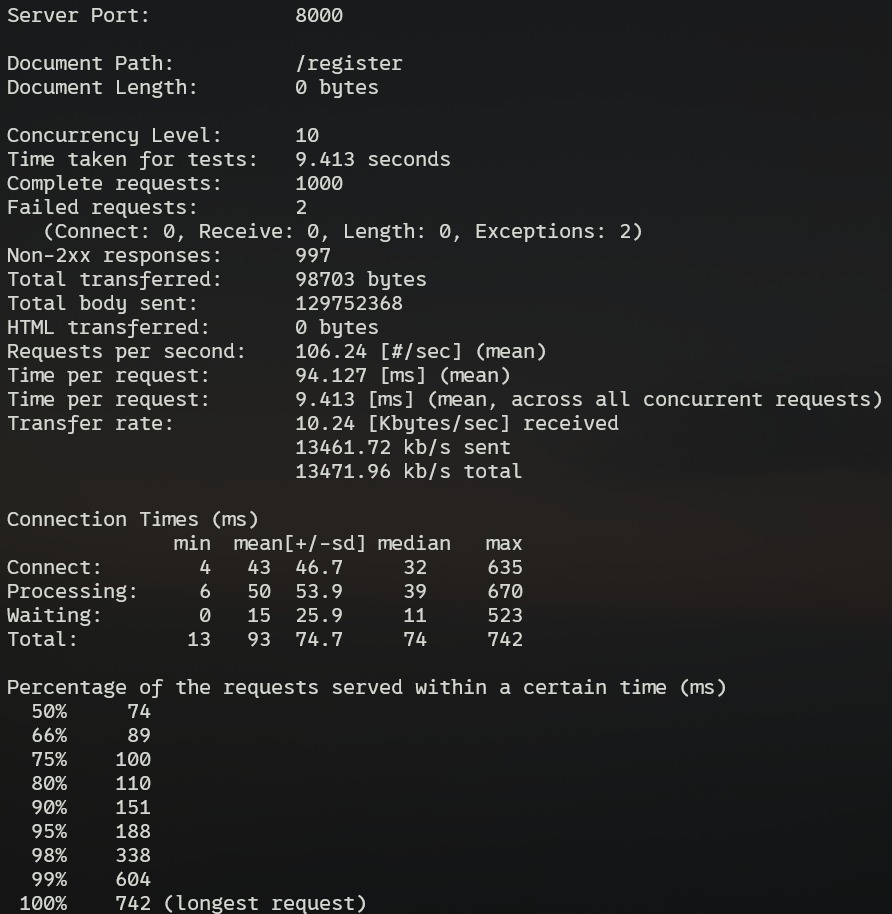 Server Port:            8000

Document Path:          /register
Document Length:        0 bytes

Concurrency Level:      10
Time taken for tests:   9.413 seconds
Complete requests:      1000
Failed requests:        2
   (Connect: 0, Receive: 0, Length: 0, Exceptions: 2)
Non-2xx responses:      997
Total transferred:      98703 bytes
Total body sent:        129752368
HTML transferred:       0 bytes
Requests per second:    106.24 [#/sec] (mean)
Time per request:       94.127 [ms] (mean)
Time per request:       9.413 [ms] (mean, across all concurrent requests)
Transfer rate:          10.24 [Kbytes/sec] received
                        13461.72 kb/s sent
                        13471.96 kb/s total

Connection Times (ms)
              min  mean[+/-sd] median   max
Connect:        4   43  46.7     32     635
Processing:     6   50  53.9     39     670
Waiting:        0   15  25.9     11     523
Total:         13   93  74.7     74     742

Percentage of the requests served within a certain time (ms)
  50%     74
  66%     89
  75%    100
  80%    110
  90%    151
  95%    188
  98%    338
  99%    604
 100%    742 (longest request)